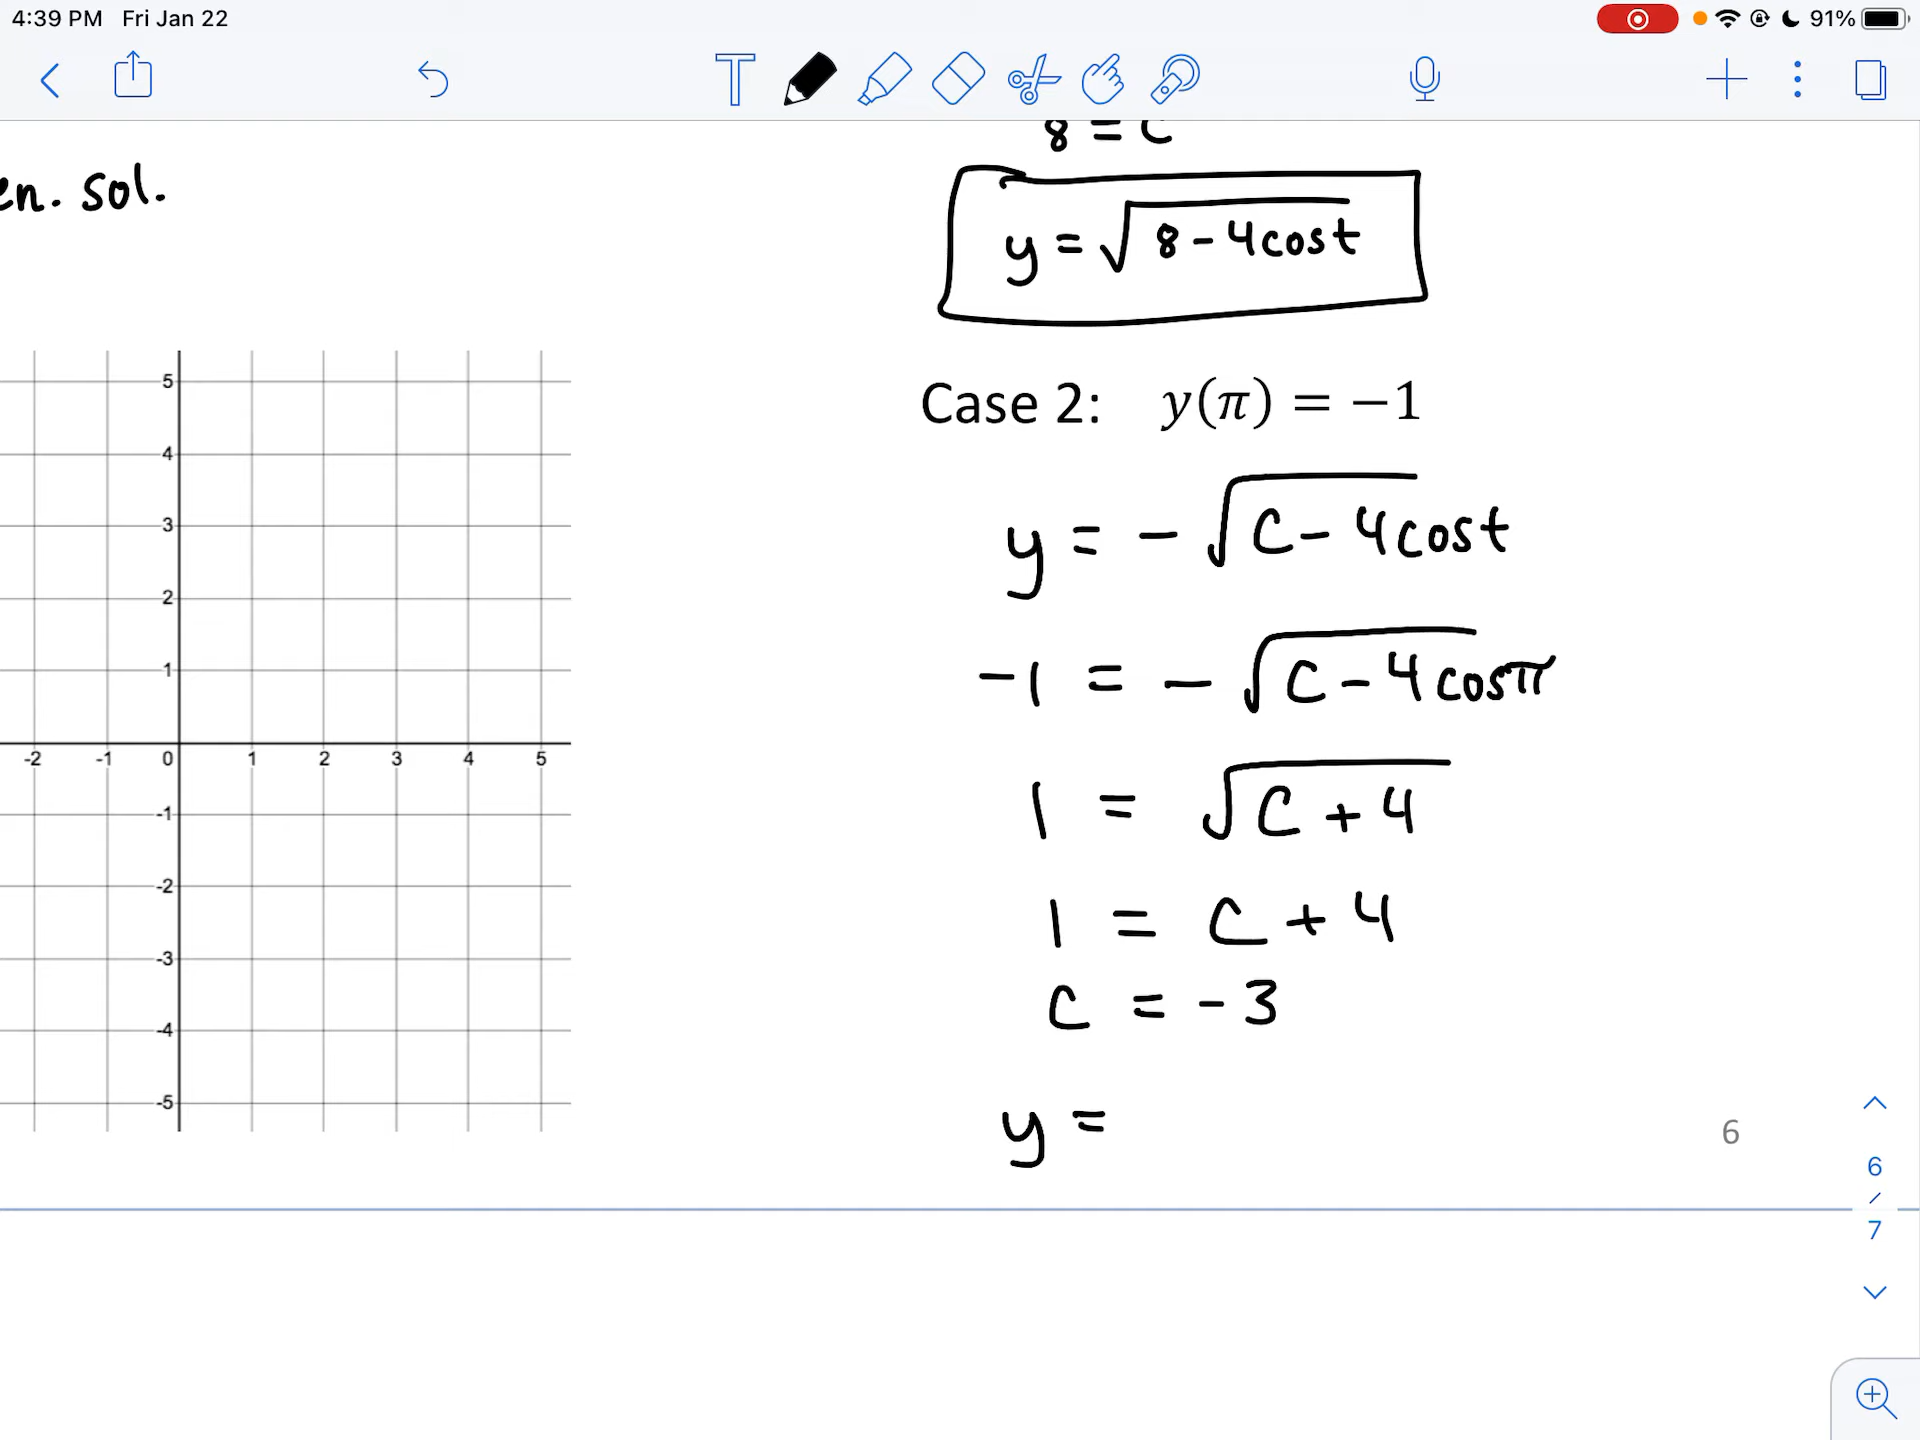 4:39 PM Fri Jan 22
91%
T
8 = C
en. sol.
y = √(8 - 4cost)
Case 2: y(π) = −1
y = - √(C - 4cost)
-1 = - √(C - 4cosπ)
1 = √(C + 4)
1 = C + 4
C = -3
y =
5
4
3
2
1
-2 -1 0 1 2 3 4 5
-1
-2
-3
-4
-5
6
6
/
7